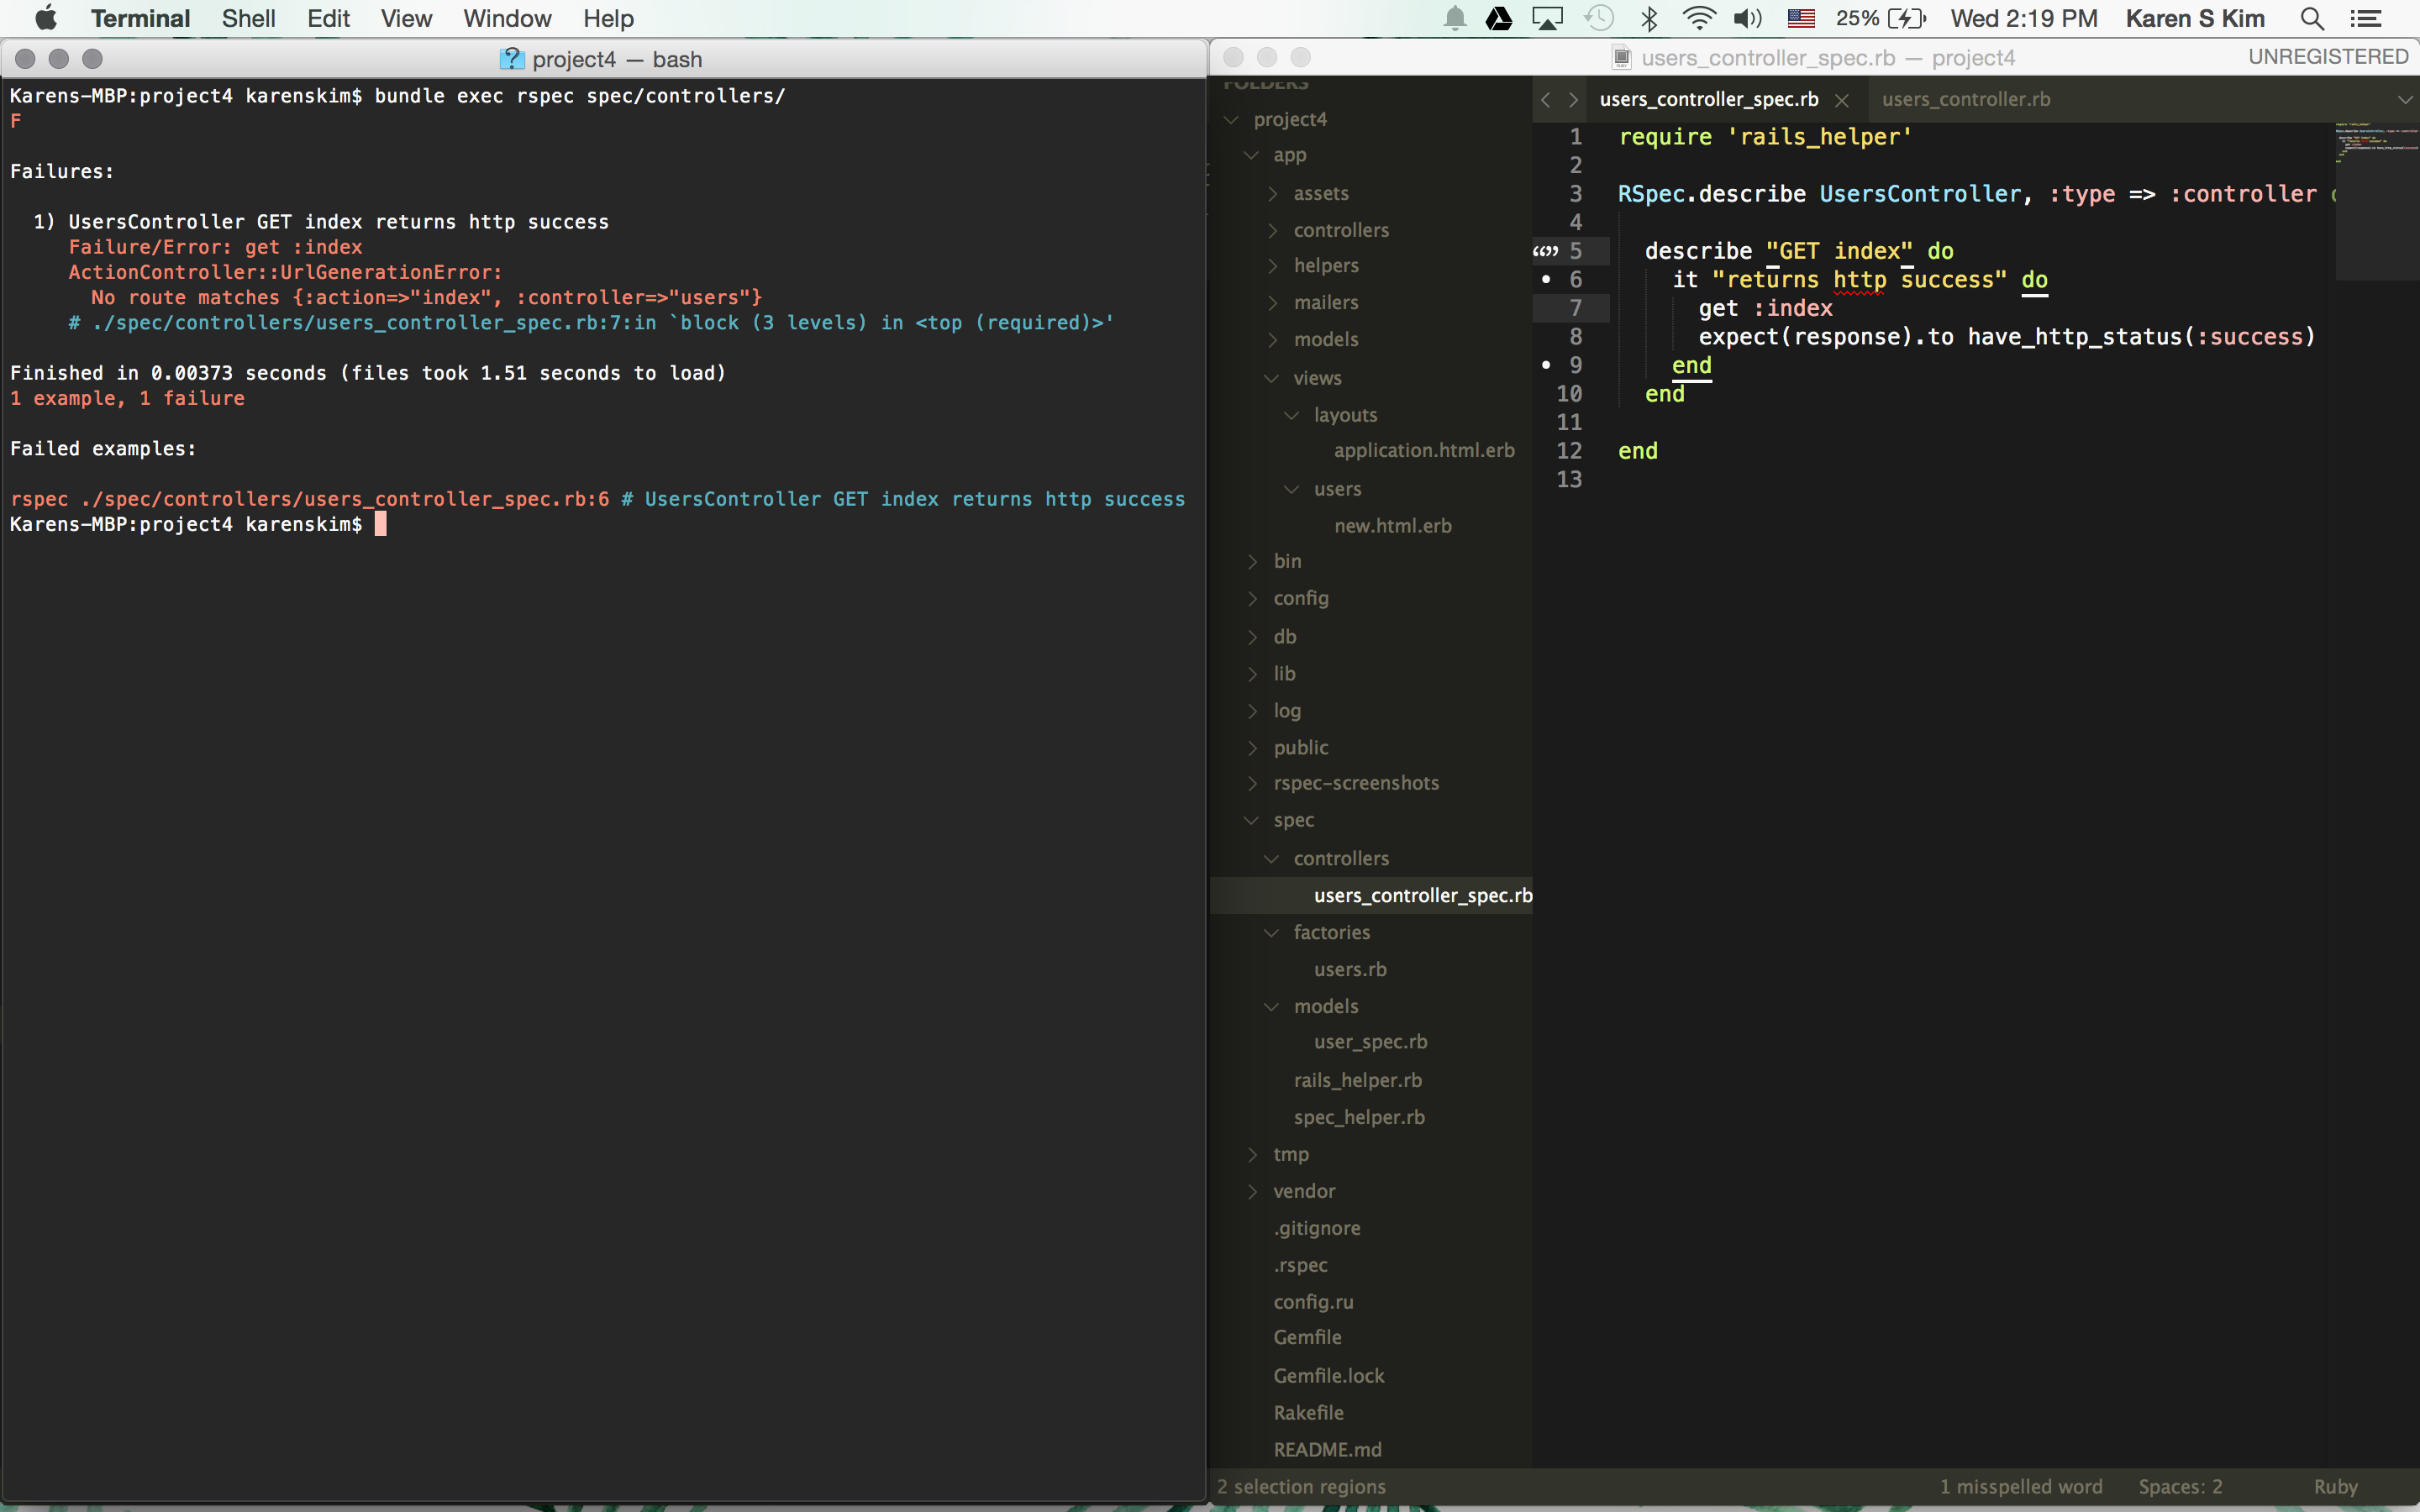 Terminal Shell Edit View Window Help 25% Wed 2:19 PM Karen S Kim
project4 — bash
Karens-MBP:project4 karenskim$ bundle exec rspec spec/controllers/
F
Failures:
1) UsersController GET index returns http success
Failure/Error: get :index
ActionController::UrlGenerationError:
No route matches {:action=>"index", :controller=>"users"}
# ./spec/controllers/users_controller_spec.rb:7:in `block (3 levels) in <top (required)>'
Finished in 0.00373 seconds (files took 1.51 seconds to load)
1 example, 1 failure
Failed examples:
rspec ./spec/controllers/users_controller_spec.rb:6 # UsersController GET index returns http success
Karens-MBP:project4 karenskim$
users_controller_spec.rb — project4
UNREGISTERED
FOLDERS
project4
app
assets
controllers
helpers
mailers
models
views
layouts
application.html.erb
users
new.html.erb
bin
config
db
lib
log
public
rspec-screenshots
spec
controllers
users_controller_spec.rb
factories
users.rb
models
user_spec.rb
rails_helper.rb
spec_helper.rb
tmp
vendor
.gitignore
.rspec
config.ru
Gemfile
Gemfile.lock
Rakefile
README.md
users_controller_spec.rb users_controller.rb
1 require 'rails_helper'
2
3 RSpec.describe UsersController, :type => :controller
4
5 describe "GET index" do
6 it "returns http success" do
7 get :index
8 expect(response).to have_http_status(:success)
9 end
10 end
11
12 end
13
2 selection regions 1 misspelled word Spaces: 2 Ruby